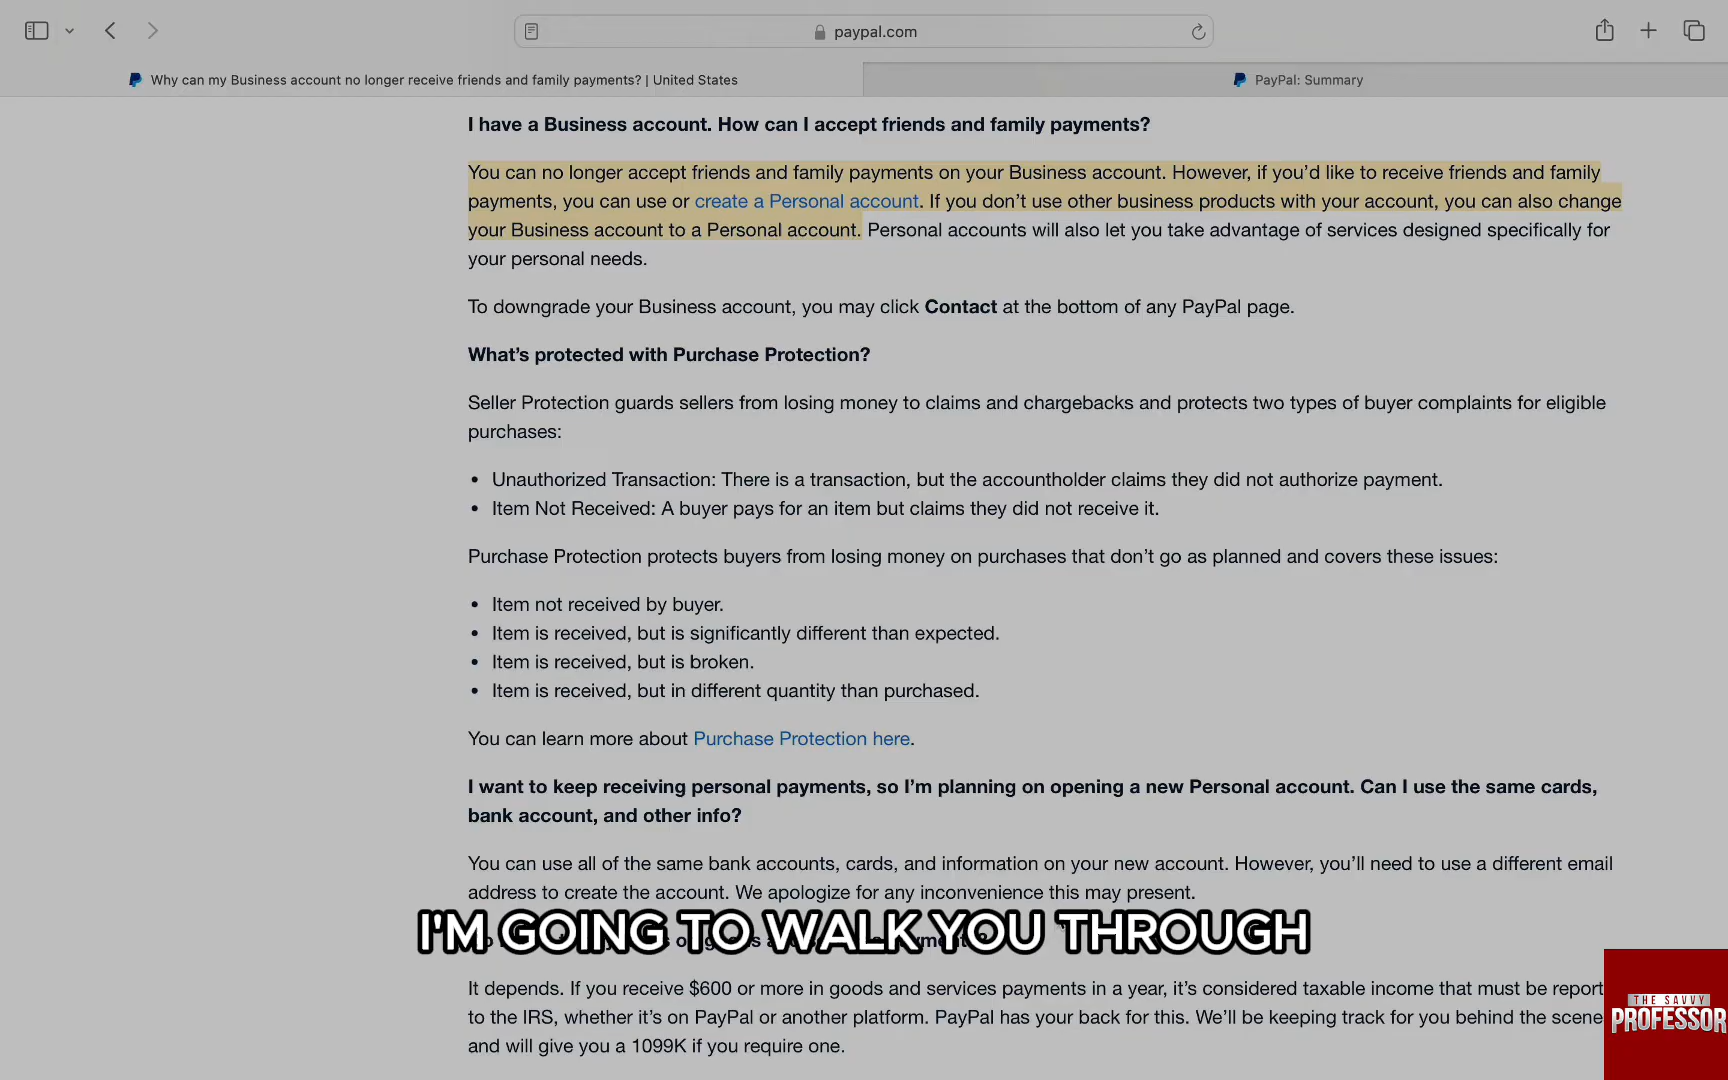 paypal.com
Why can my Business account no longer receive friends and family payments? | United States
PayPal: Summary
I have a Business account. How can I accept friends and family payments?
You can no longer accept friends and family payments on your Business account. However, if you’d like to receive friends and family
payments, you can use or create a Personal account. If you don’t use other business products with your account, you can also change
your Business account to a Personal account. Personal accounts will also let you take advantage of services designed specifically for
your personal needs.
To downgrade your Business account, you may click Contact at the bottom of any PayPal page.
What’s protected with Purchase Protection?
Seller Protection guards sellers from losing money to claims and chargebacks and protects two types of buyer complaints for eligible
purchases:
• Unauthorized Transaction: There is a transaction, but the accountholder claims they did not authorize payment.
• Item Not Received: A buyer pays for an item but claims they did not receive it.
Purchase Protection protects buyers from losing money on purchases that don’t go as planned and covers these issues:
• Item not received by buyer.
• Item is received, but is significantly different than expected.
• Item is received, but is broken.
• Item is received, but in different quantity than purchased.
You can learn more about Purchase Protection here.
I want to keep receiving personal payments, so I’m planning on opening a new Personal account. Can I use the same cards,
bank account, and other info?
You can use all of the same bank accounts, cards, and information on your new account. However, you’ll need to use a different email
address to create the account. We apologize for any inconvenience this may present.
I'M GOING TO WALK YOU THROUGH
It depends. If you receive $600 or more in goods and services payments in a year, it’s considered taxable income that must be report
to the IRS, whether it’s on PayPal or another platform. PayPal has your back for this. We’ll be keeping track for you behind the scene
and will give you a 1099K if you require one.
THE SAVVY
PROFESSOR